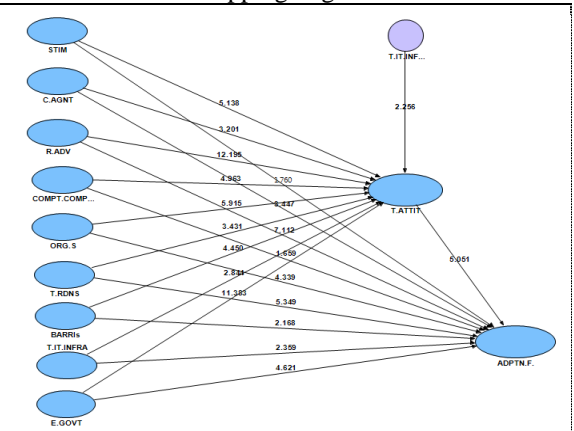 STIM
T.IT.INF...
C.AGNT
R.ADV
COMPT.COMP...
ORG.S
T.RDNS
BARRIs
T.IT.INFRA
E.GOVT
T.ATTIT
ADPTN.F.
5.138
2.256
3.201
12.195
4.963
1.760
5.915
8.447
3.431
7.112
4.450
1.659
2.841
4.339
11.383
5.349
2.168
2.359
4.621
5.051